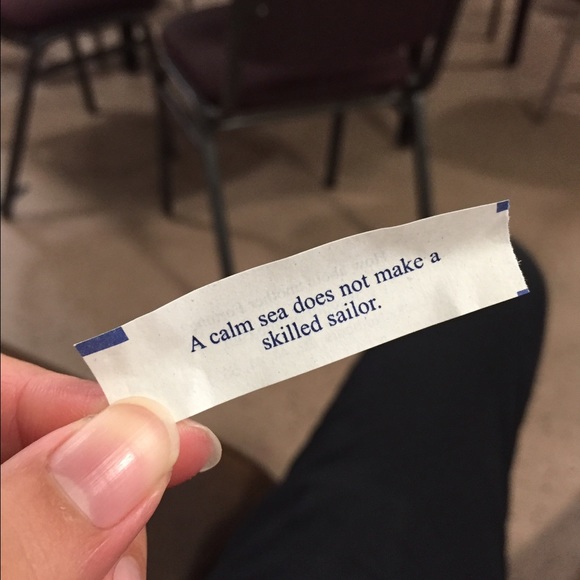 A calm sea does not make a
skilled sailor.